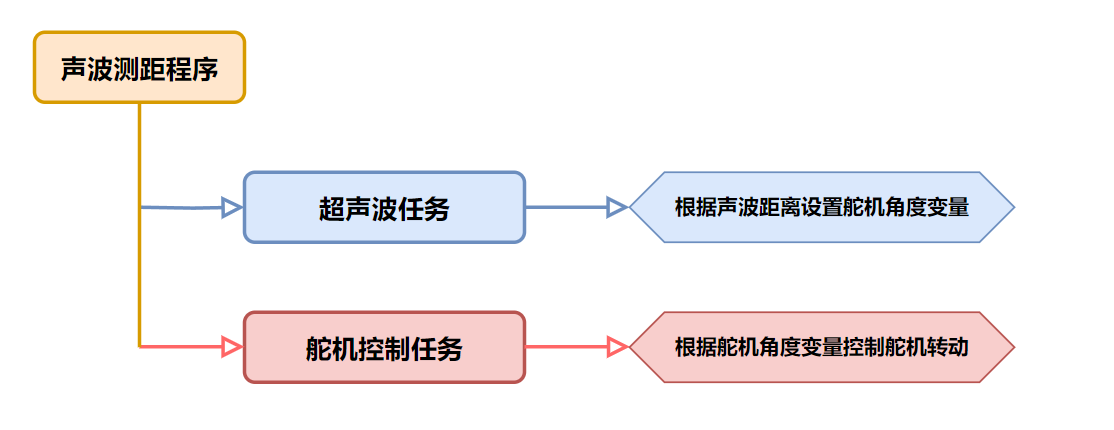 声波测距程序
超声波任务
根据声波距离设置舵机角度变量
舵机控制任务
根据舵机角度变量控制舵机转动